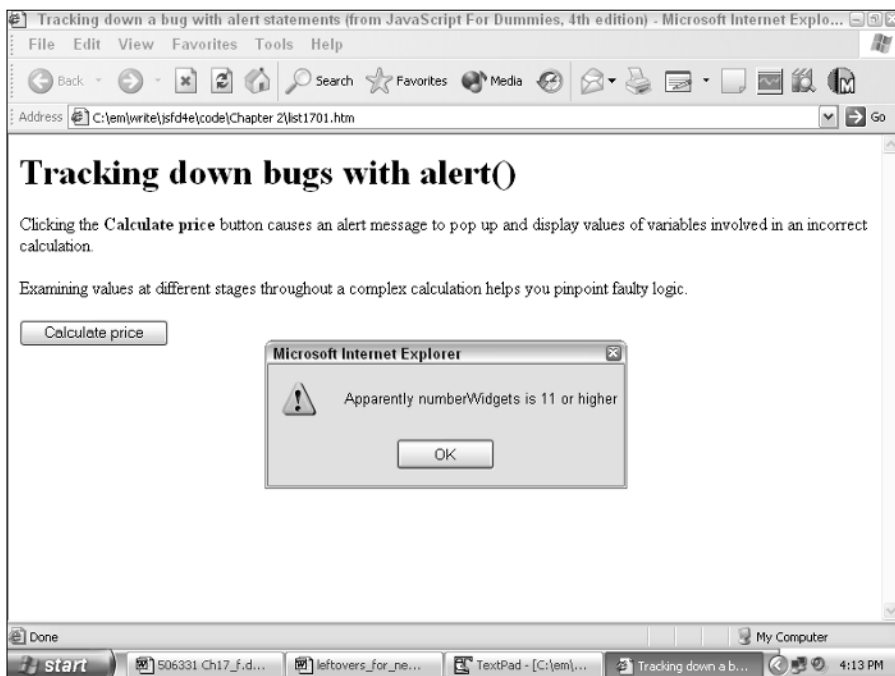 Tracking down a bug with alert statements (from JavaScript For Dummies, 4th edition) - Microsoft Internet Explo...
File Edit View Favorites Tools Help
Back Search Favorites Media
Address C:\em\write\jsfd4e\code\Chapter 2\list1701.htm Go
Tracking down bugs with alert()
Clicking the Calculate price button causes an alert message to pop up and display values of variables involved in an incorrect
calculation.
Examining values at different stages throughout a complex calculation helps you pinpoint faulty logic.
Calculate price
Microsoft Internet Explorer
Apparently numberWidgets is 11 or higher
OK
Done My Computer
start 506331 Ch17_f.d... leftovers_for_ne... TextPad - [C:\em\... Tracking down a b... 4:13 PM